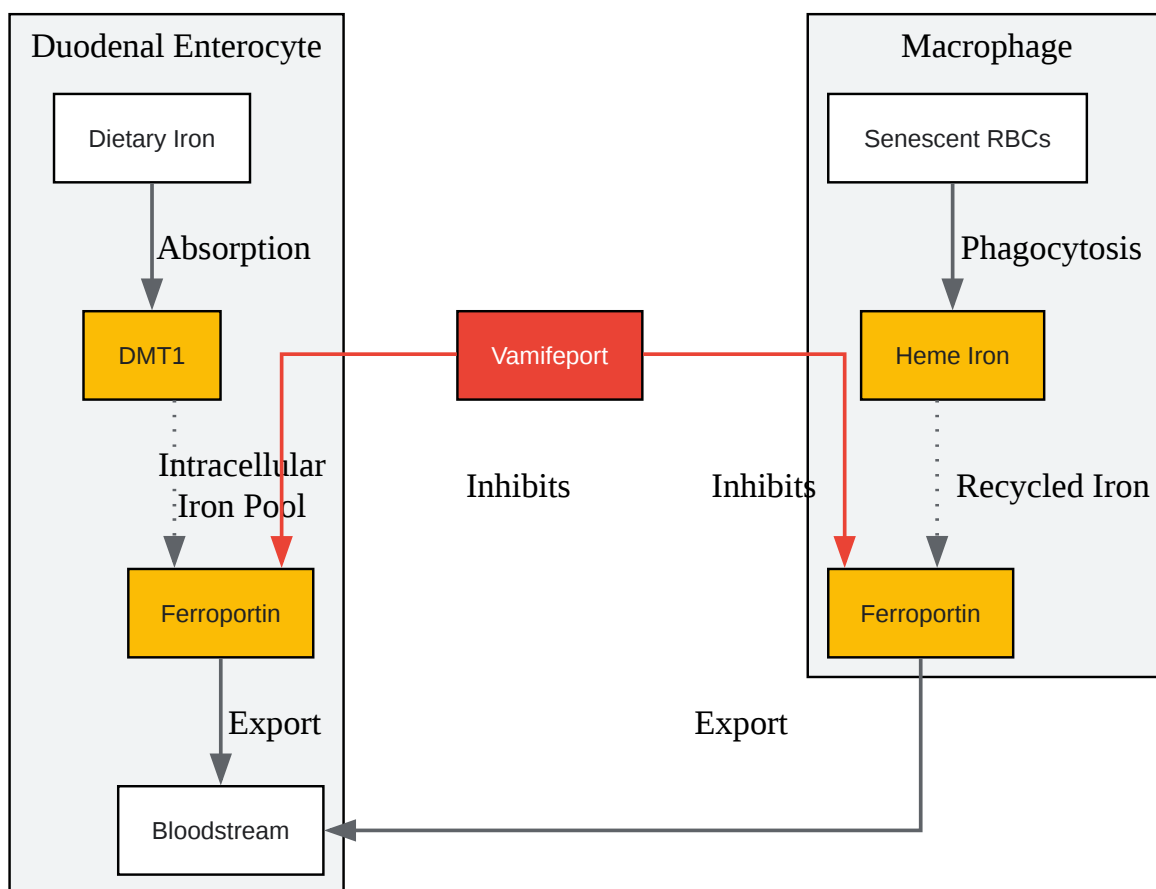 Duodenal Enterocyte
Macrophage
Dietary Iron
Senescent RBCs
Absorption
Phagocytosis
DMT1
Vamifeport
Heme Iron
Intracellular
Iron Pool
Inhibits
Inhibits
Recycled Iron
Ferroportin
Ferroportin
Export
Export
Bloodstream